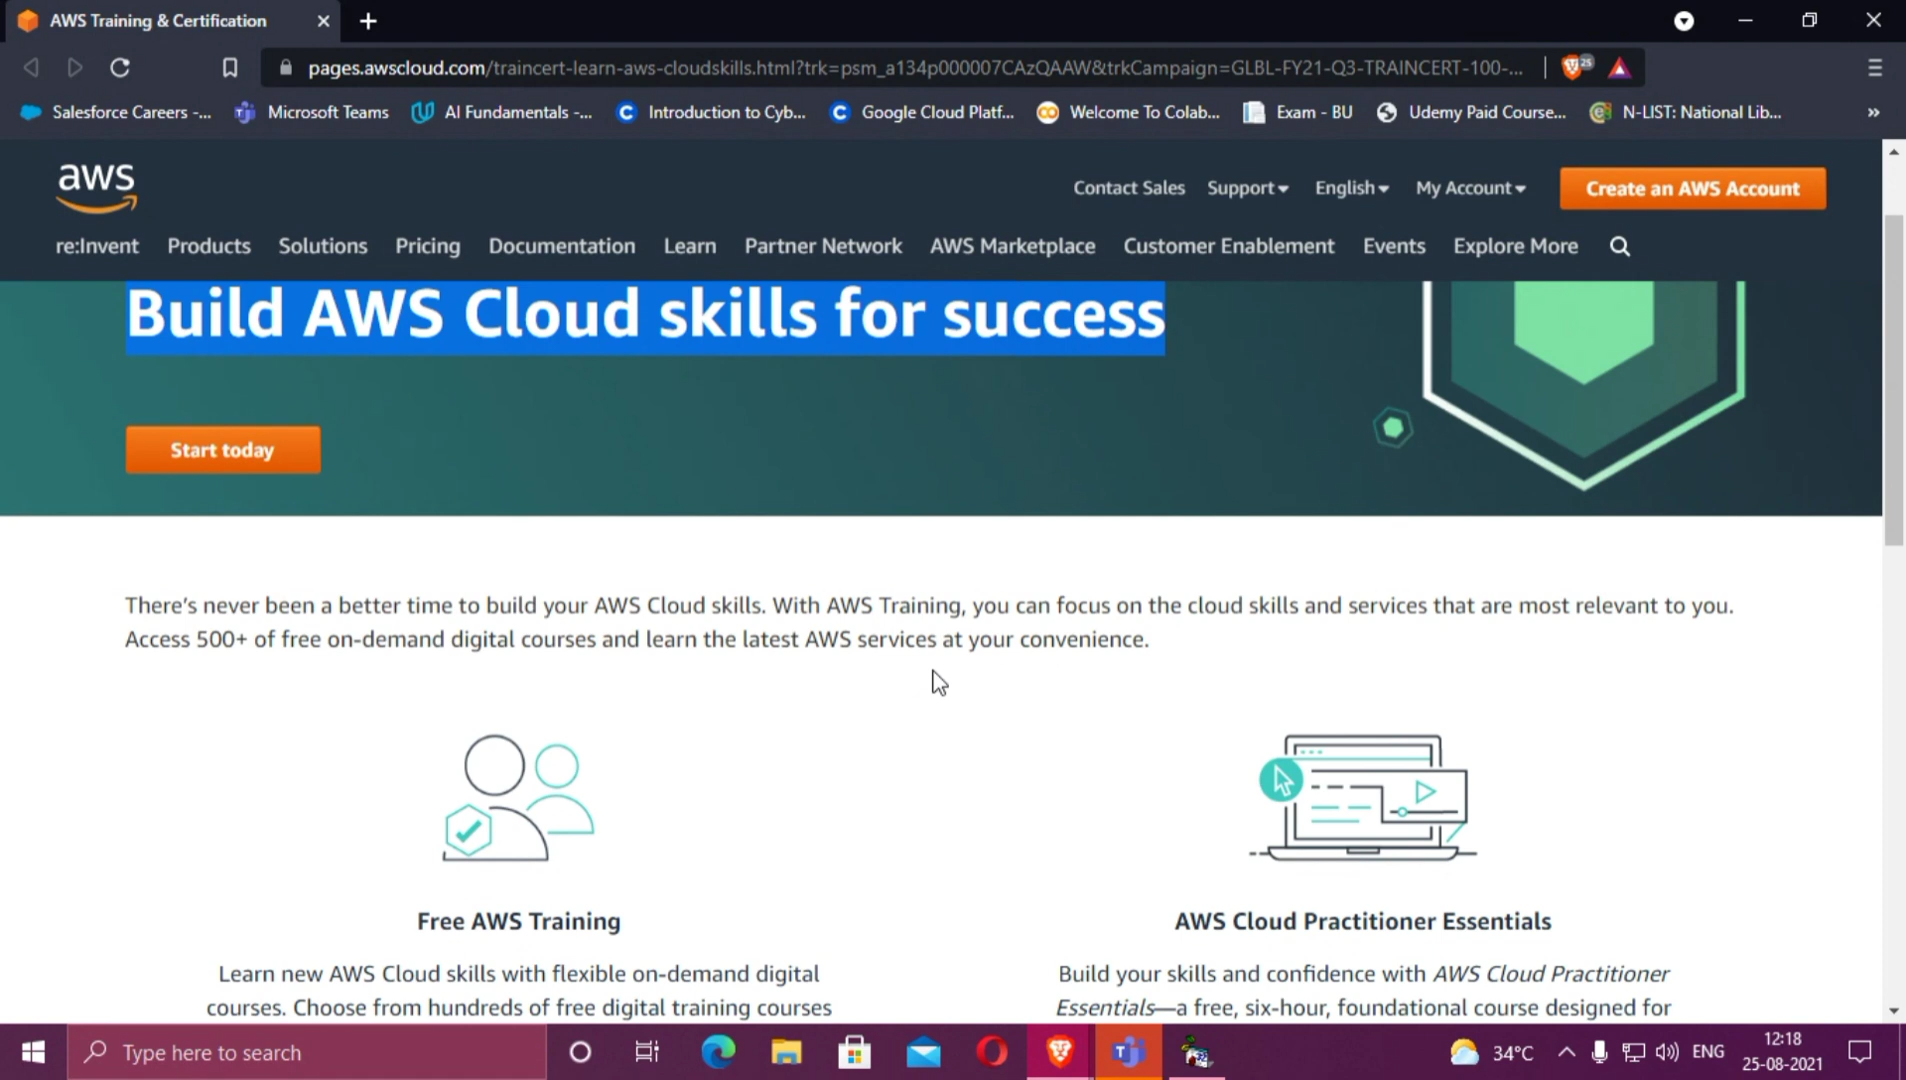 AWS Training & Certification
pages.awscloud.com/traincert-learn-aws-cloudskills.html?trk=psm_a134p000007CAzQAAW&trkCampaign=GLBL-FY21-Q3-TRAINCERT-100-...
25
Salesforce Careers -... Microsoft Teams AI Fundamentals -... Introduction to Cyb... Google Cloud Platf... Welcome To Colab... Exam - BU Udemy Paid Course... N-LIST: National Lib... »
aws
Contact Sales Support English My Account Create an AWS Account
re:Invent Products Solutions Pricing Documentation Learn Partner Network AWS Marketplace Customer Enablement Events Explore More
Build AWS Cloud skills for success
Start today
There's never been a better time to build your AWS Cloud skills. With AWS Training, you can focus on the cloud skills and services that are most relevant to you.
Access 500+ of free on-demand digital courses and learn the latest AWS services at your convenience.
Free AWS Training
Learn new AWS Cloud skills with flexible on-demand digital
courses. Choose from hundreds of free digital training courses
AWS Cloud Practitioner Essentials
Build your skills and confidence with AWS Cloud Practitioner
Essentials—a free, six-hour, foundational course designed for
Type here to search
34°C
ENG
12:18
25-08-2021